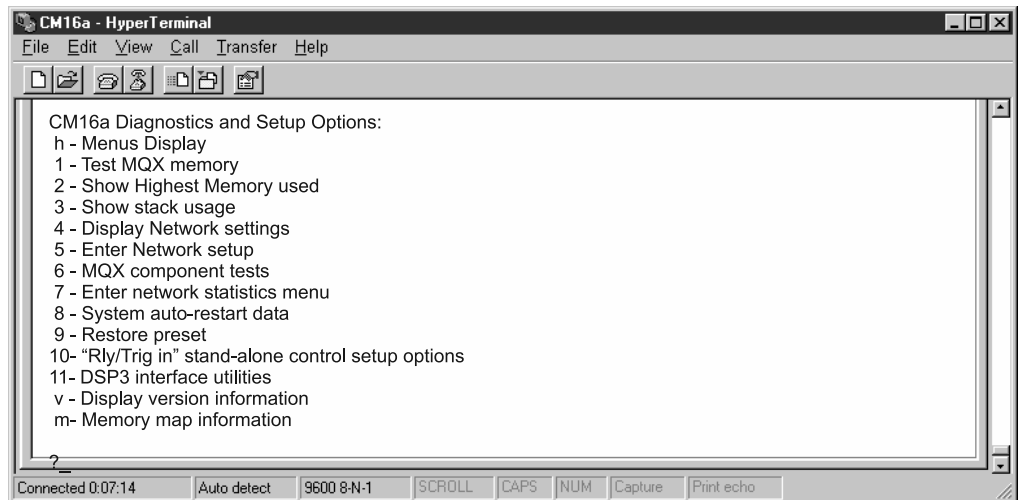 CM16a - HyperTerminal
File Edit View Call Transfer Help
CM16a Diagnostics and Setup Options:
h - Menus Display
1 - Test MQX memory
2 - Show Highest Memory used
3 - Show stack usage
4 - Display Network settings
5 - Enter Network setup
6 - MQX component tests
7 - Enter network statistics menu
8 - System auto-restart data
9 - Restore preset
10- “Rly/Trig in” stand-alone control setup options
11- DSP3 interface utilities
v - Display version information
m- Memory map information
?_
Connected 0:07:14 Auto detect 9600 8-N-1 SCROLL CAPS NUM Capture Print echo